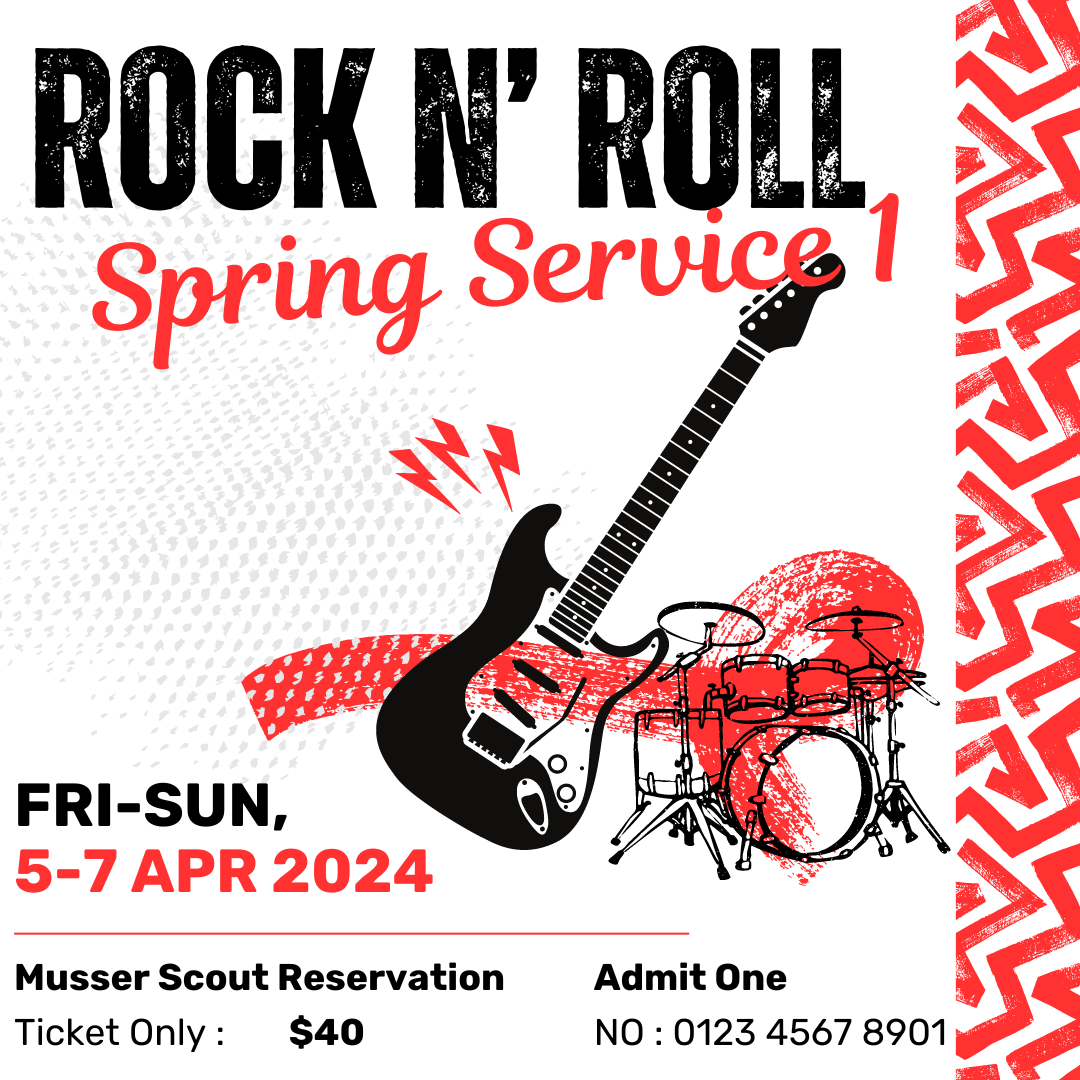 ROCK N' ROLL
Spring Service 1
FRI-SUN,
5-7 APR 2024
Musser Scout Reservation
Admit One
Ticket Only : $40
NO : 0123 4567 8901